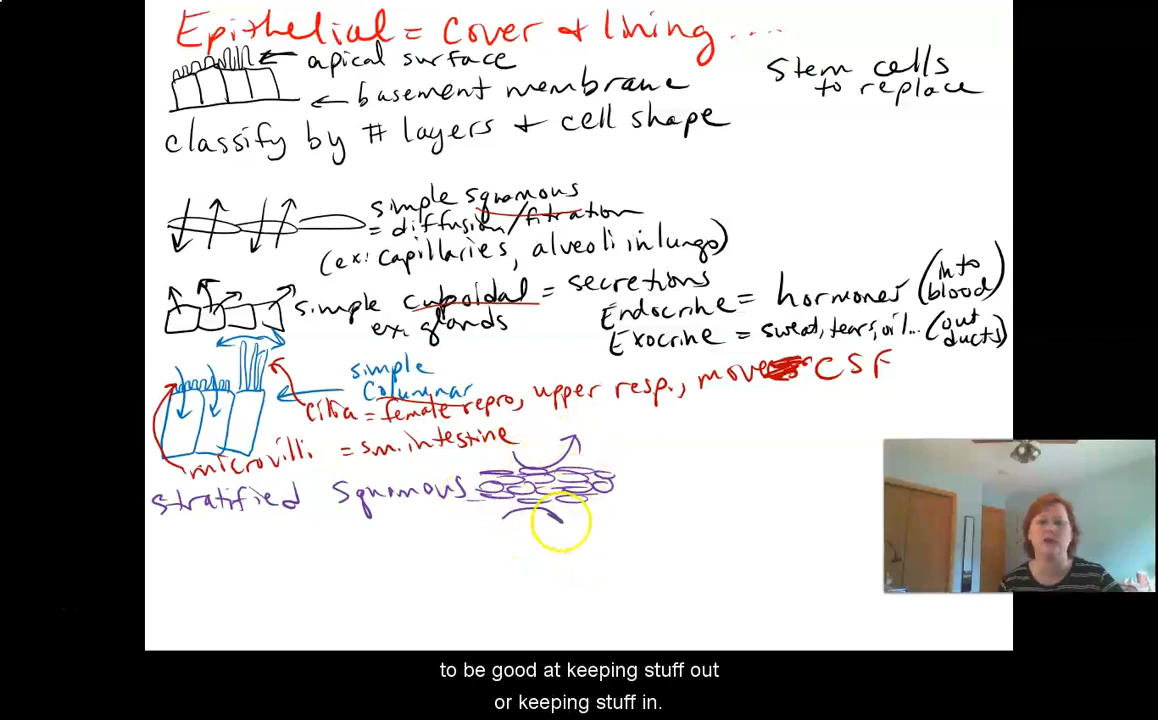 Epithelial = cover + lining....
← apical surface
← basement membrane
Stem cells
to replace
classify by # layers + cell shape
simple squamous
= diffusion/fitration
(ex: capillaries, alveoli in lungs)
simple cuboidal = secretions
ex: glands
Endocrine = hormones (into
blood)
Exocrine = sweat, tears, oil... (out
ducts)
simple
Columnar
cilia = female repro, upper resp., move CSF
microvilli = sm. intestine
stratified squamous =
to be good at keeping stuff out
or keeping stuff in.